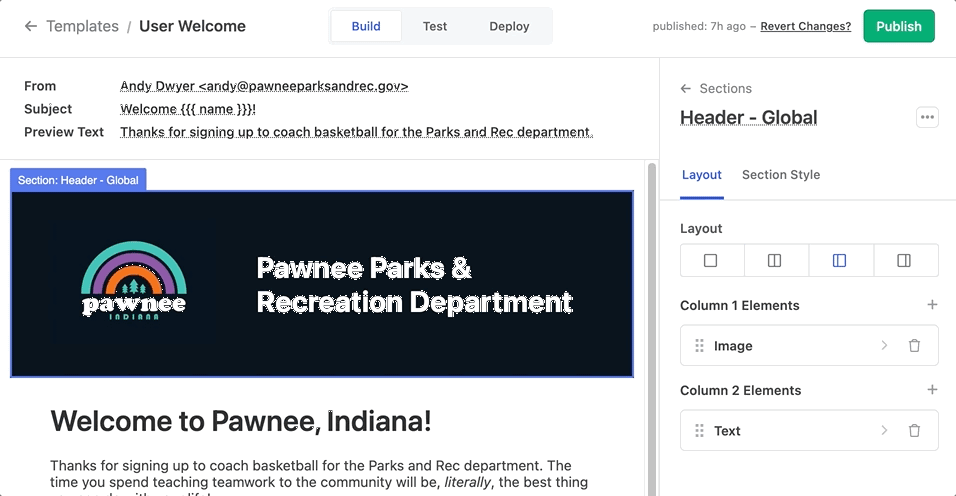 Templates / User Welcome
Build
Test
Deploy
published: 7h ago – Revert Changes?
Publish
From
Andy Dwyer <andy@pawneeparksandrec.gov>
Subject
Welcome {{{ name }}}!
Preview Text
Thanks for signing up to coach basketball for the Parks and Rec department.
Section: Header - Global
pawnee
INDIANA
Pawnee Parks &
Recreation Department
Welcome to Pawnee, Indiana!
Thanks for signing up to coach basketball for the Parks and Rec department. The
time you spend teaching teamwork to the community will be, literally, the best thing
Sections
Header - Global
Layout
Section Style
Layout
Column 1 Elements
Image
Column 2 Elements
Text